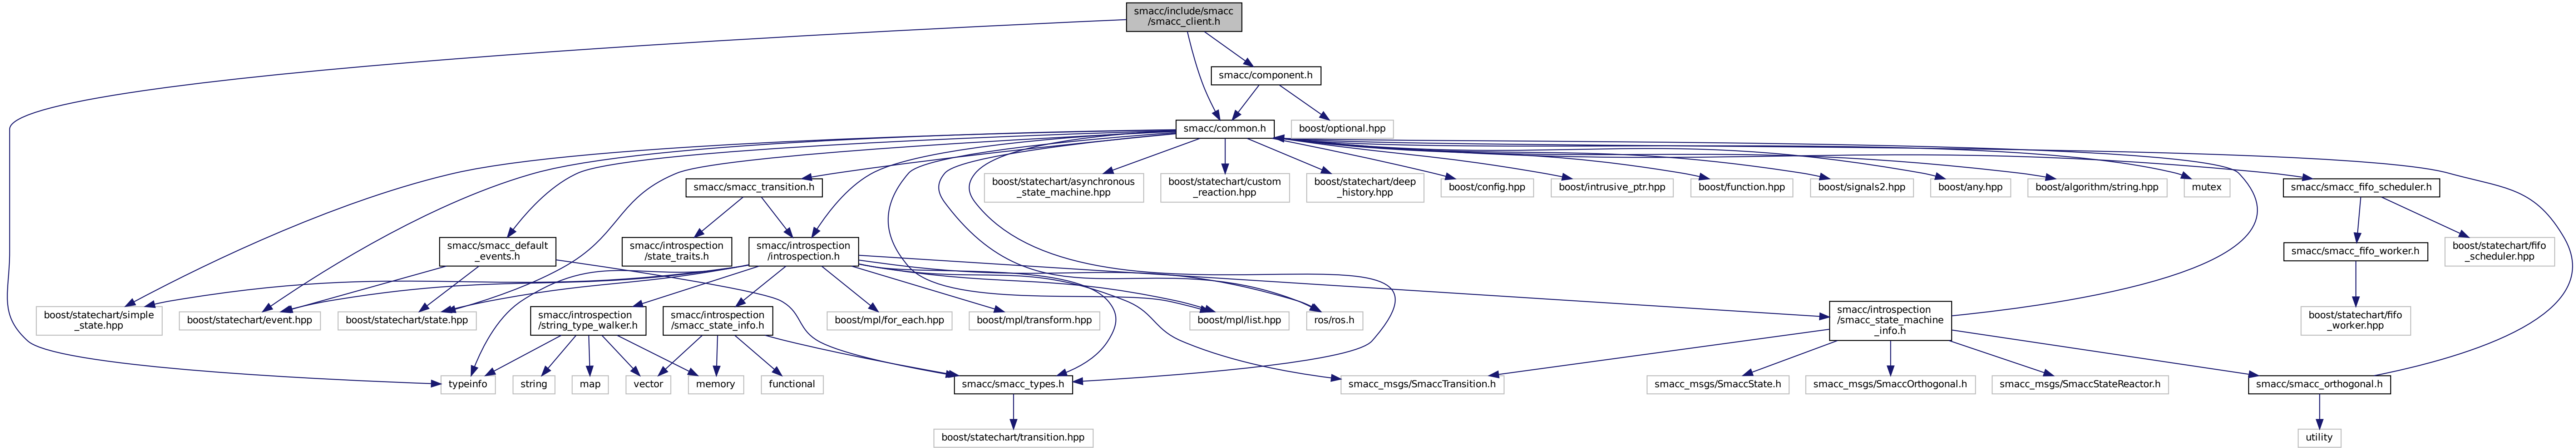 smacc/include/smacc
/smacc_client.h
smacc/component.h
smacc/common.h
boost/optional.hpp
smacc/smacc_transition.h
boost/statechart/asynchronous
_state_machine.hpp
boost/statechart/custom
_reaction.hpp
boost/statechart/deep
_history.hpp
boost/config.hpp
boost/intrusive_ptr.hpp
boost/function.hpp
boost/signals2.hpp
boost/any.hpp
boost/algorithm/string.hpp
mutex
smacc/smacc_fifo_scheduler.h
smacc/smacc_default
_events.h
smacc/introspection
/state_traits.h
smacc/introspection
/introspection.h
smacc/smacc_fifo_worker.h
boost/statechart/fifo
_scheduler.hpp
boost/statechart/simple
_state.hpp
boost/statechart/event.hpp
boost/statechart/state.hpp
smacc/introspection
/string_type_walker.h
smacc/introspection
/smacc_state_info.h
boost/mpl/for_each.hpp
boost/mpl/transform.hpp
boost/mpl/list.hpp
ros/ros.h
smacc/introspection
/smacc_state_machine
_info.h
boost/statechart/fifo
_worker.hpp
typeinfo
string
map
vector
memory
functional
smacc/smacc_types.h
smacc_msgs/SmaccTransition.h
smacc_msgs/SmaccState.h
smacc_msgs/SmaccOrthogonal.h
smacc_msgs/SmaccStateReactor.h
smacc/smacc_orthogonal.h
boost/statechart/transition.hpp
utility